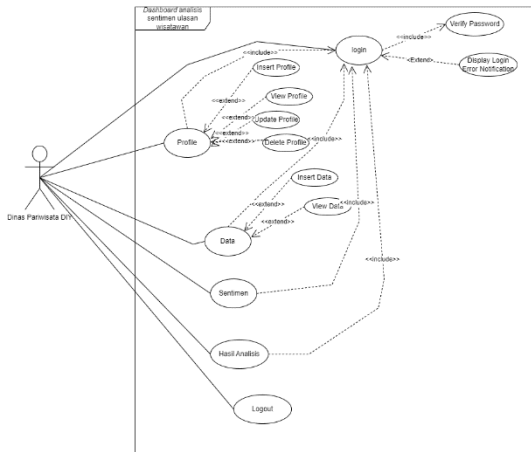 Dashboard analisis
sentimen ulasan
wisatawan
login
<<include>>
Verify Password
<Extend>
Display Login
Error Notification
<<include>>
Insert Profile
<<extend>>
View Profile
<<extend>>
Update Profile
<<extend>>
Delete Profile
<<include>>
Profile
Dinas Pariwisata DIY
Insert Data
<<extend>>
View Data
<<extend>>
Data
<<include>>
Sentimen
Hasil Analisis
Logout